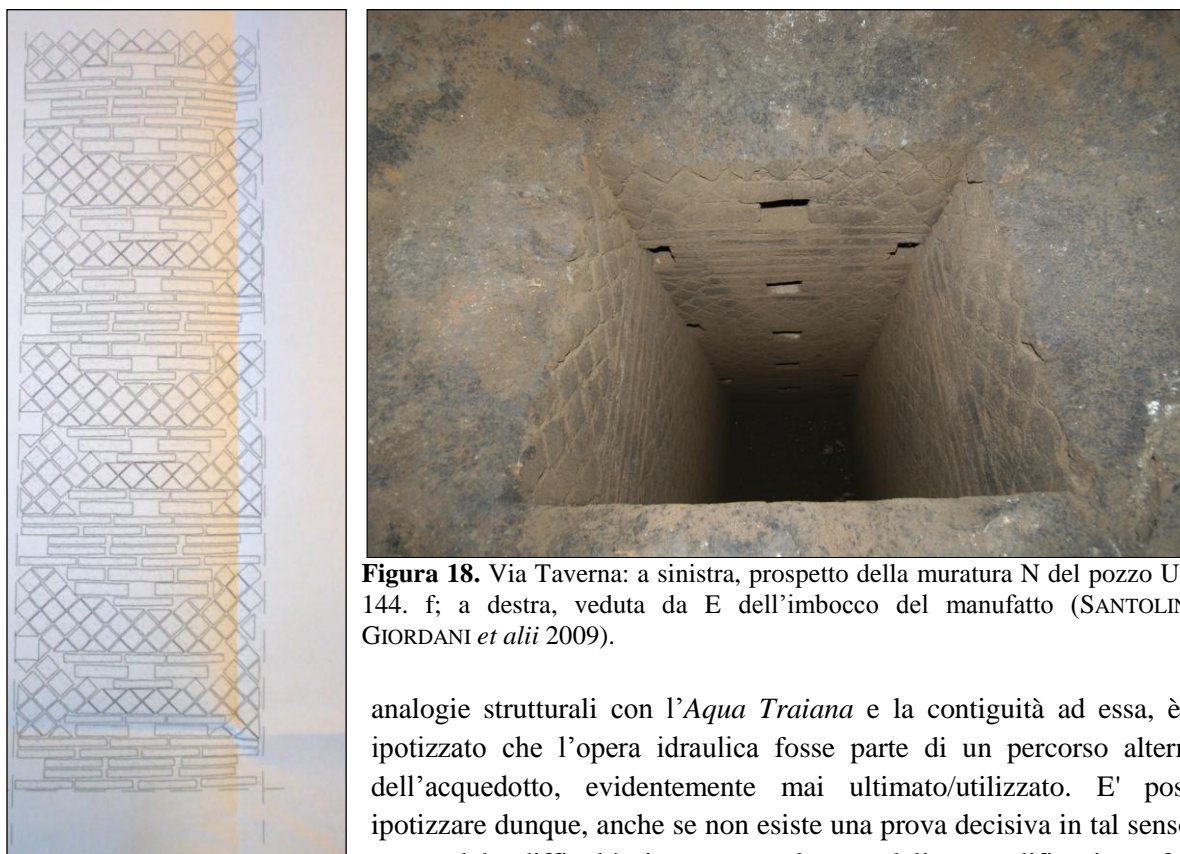 Figura 18. Via Taverna: a sinistra, prospetto della muratura N del pozzo U
144. f; a destra, veduta da E dell’imbocco del manufatto (SANTOLIN
GIORDANI et alii 2009).
analogie strutturali con l’Aqua Traiana e la contiguità ad essa, è
ipotizzato che l’opera idraulica fosse parte di un percorso altern
dell’acquedotto, evidentemente mai ultimato/utilizzato. E' pos
ipotizzare dunque, anche se non esiste una prova decisiva in tal senso